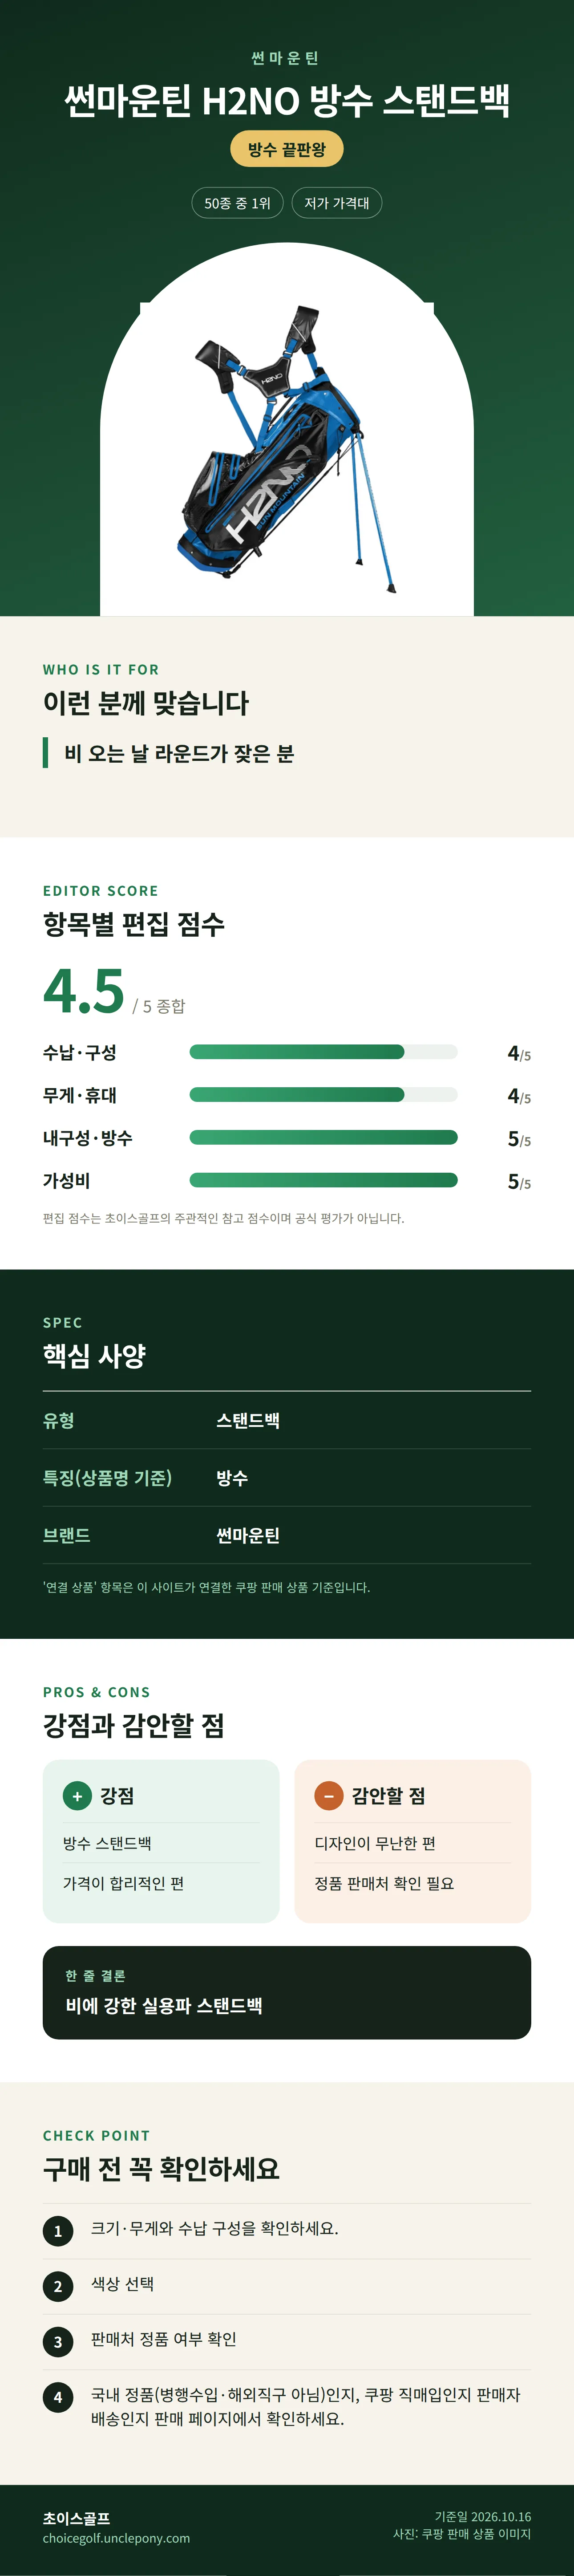 썬마운틴
썬마운틴 H2NO 방수 스탠드백
방수 끝판왕
50종 중 1위
저가 가격대
H2NO
H2NO
SUN MOUNTAIN
WHO IS IT FOR
이런 분께 맞습니다
비 오는 날 라운드가 잦은 분
EDITOR SCORE
항목별 편집 점수
4.5 / 5 종합
수납·구성 4/5
무게·휴대 4/5
내구성·방수 5/5
가성비 5/5
편집 점수는 초이스골프의 주관적인 참고 점수이며 공식 평가가 아닙니다.
SPEC
핵심 사양
유형 스탠드백
특징(상품명 기준) 방수
브랜드 썬마운틴
'연결 상품' 항목은 이 사이트가 연결한 쿠팡 판매 상품 기준입니다.
PROS & CONS
강점과 감안할 점
+ 강점
방수 스탠드백
가격이 합리적인 편
− 감안할 점
디자인이 무난한 편
정품 판매처 확인 필요
한 줄 결론
비에 강한 실용파 스탠드백
CHECK POINT
구매 전 꼭 확인하세요
1 크기·무게와 수납 구성을 확인하세요.
2 색상 선택
3 판매처 정품 여부 확인
4 국내 정품(병행수입·해외직구 아님)인지, 쿠팡 직매입인지 판매자
배송인지 판매 페이지에서 확인하세요.
초이스골프
choicegolf.unclepony.com
기준일 2026.10.16
사진: 쿠팡 판매 상품 이미지